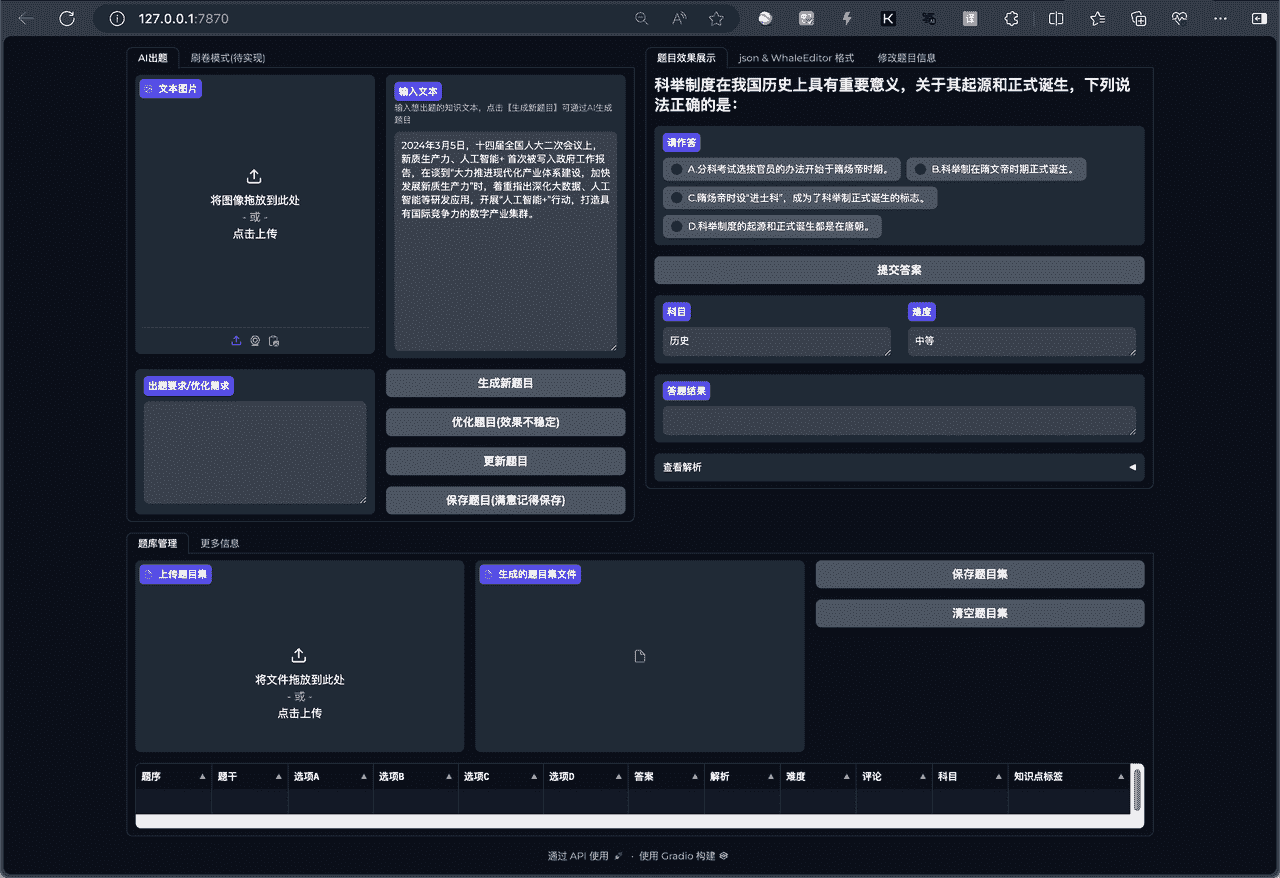 127.0.0.1:7870
AI出题
刷卷模式(待实现)
文本图片
将图像拖放到此处
- 或 -
点击上传
输入文本
输入想出题的知识文本，点击【生成新题目】可通过AI生成
题目
2024年3月5日，十四届全国人大二次会议上，
新质生产力、人工智能+ 首次被写入政府工作报
告，在谈到“大力推进现代化产业体系建设，加快
发展新质生产力”时，着重指出深化大数据、人工
智能等研发应用，开展“人工智能+”行动，打造具
有国际竞争力的数字产业集群。
出题要求/优化需求
生成新题目
优化题目(效果不稳定)
更新题目
保存题目(满意记得保存)
题目效果展示
json & WhaleEditor 格式
修改题目信息
科举制度在我国历史上具有重要意义，关于其起源和正式诞生，下列说
法正确的是：
请作答
A.分科考试选拔官员的办法开始于隋炀帝时期。
B.科举制在隋文帝时期正式诞生。
C.隋炀帝时设“进士科”，成为了科举制正式诞生的标志。
D.科举制度的起源和正式诞生都是在唐朝。
提交答案
科目
历史
难度
中等
答题结果
查看解析
题库管理
更多信息
上传题目集
将文件拖放到此处
- 或 -
点击上传
生成的题目集文件
保存题目集
清空题目集
题序
题干
选项A
选项B
选项C
选项D
答案
解析
难度
评论
科目
知识点标签
通过 API 使用 · 使用 Gradio 构建